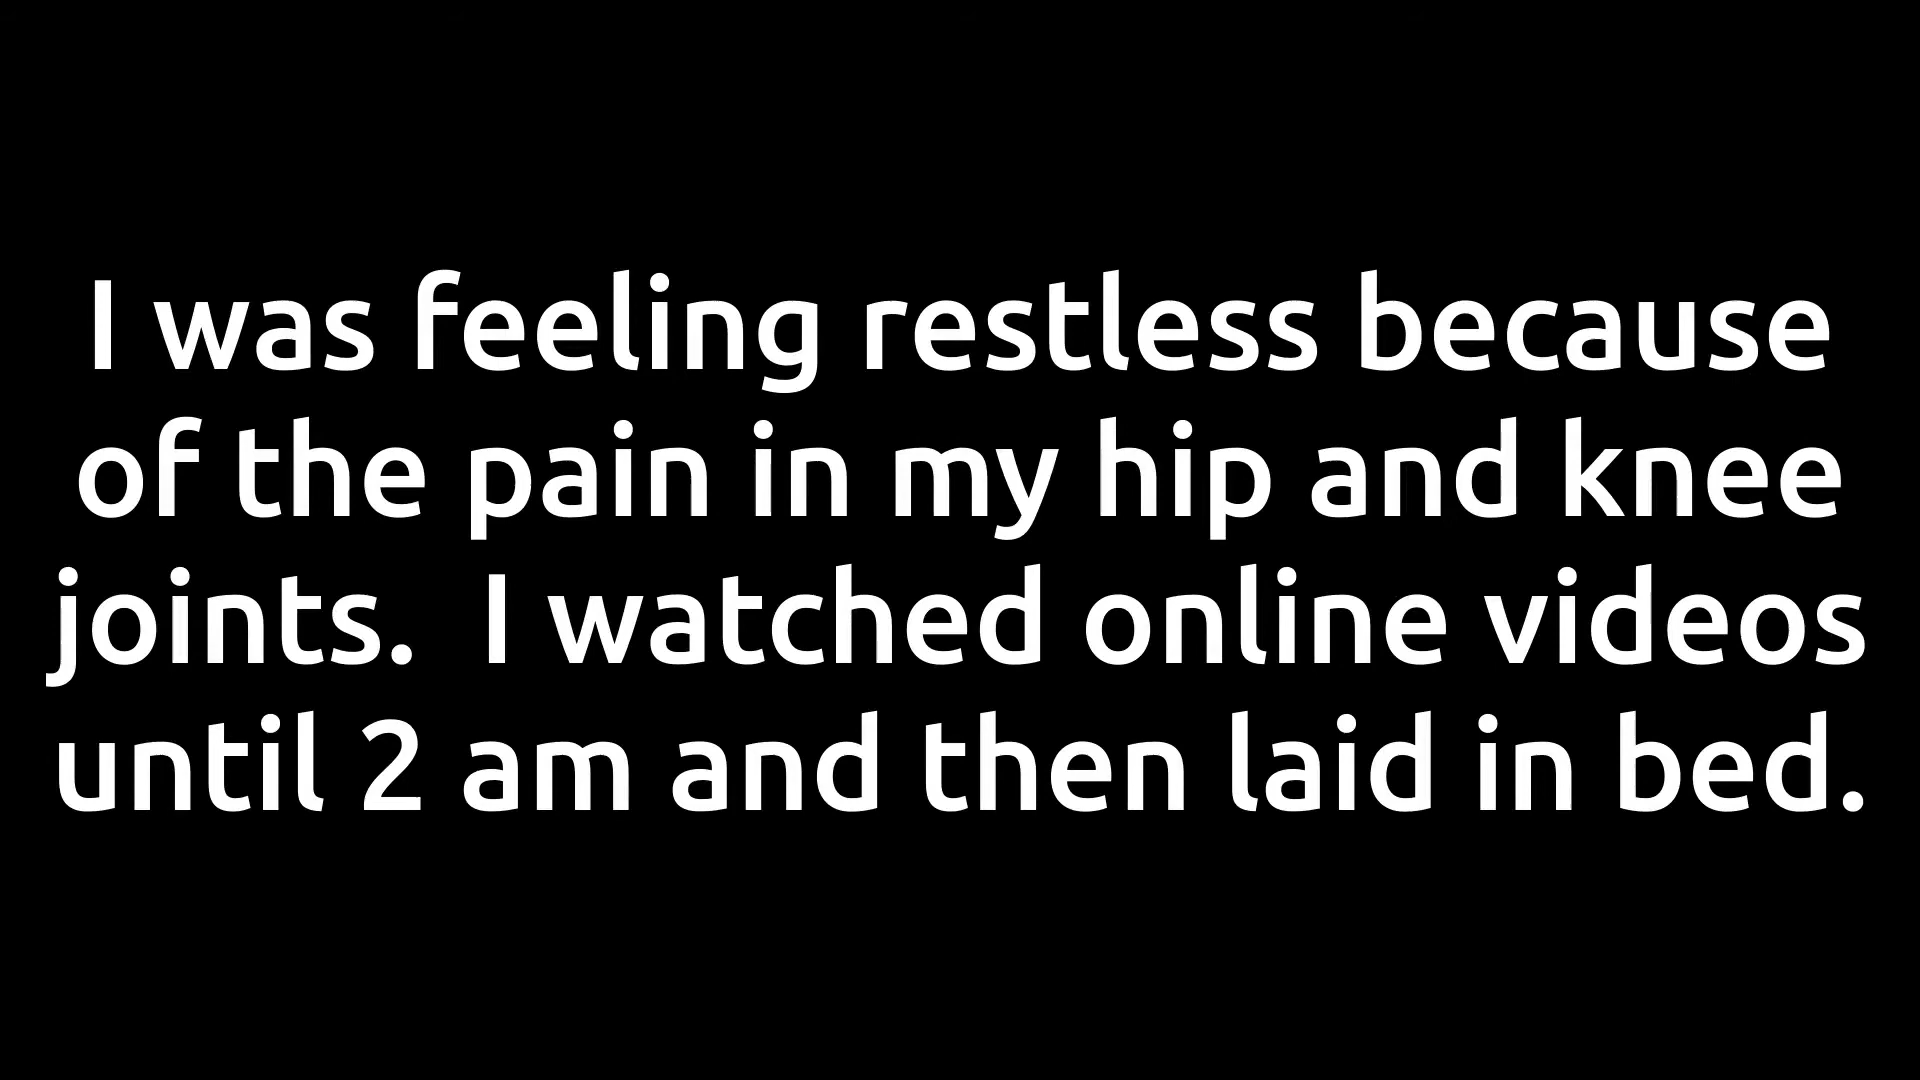 I was feeling restless because
of the pain in my hip and knee
joints.  I watched online videos
until 2 am and then laid in bed.